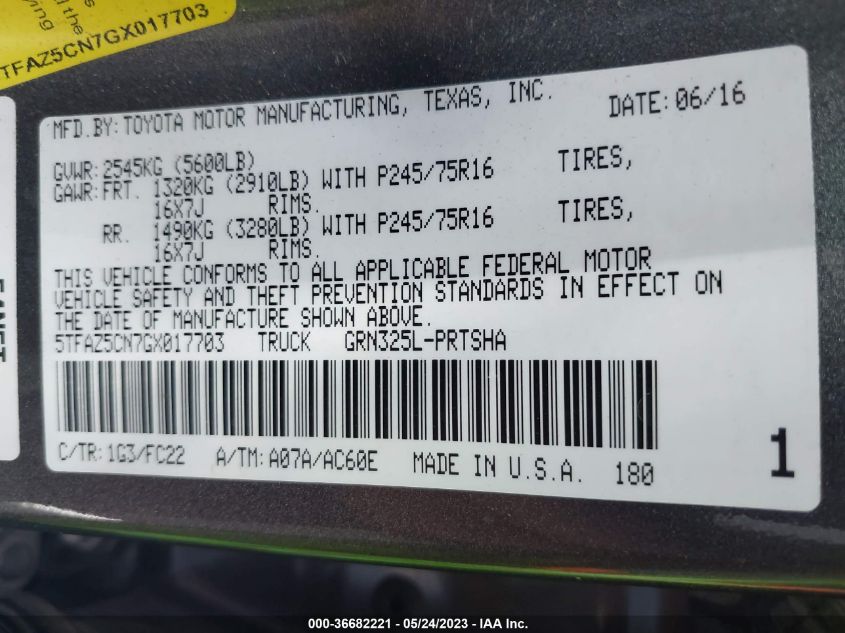 ying
d the
s
TFAZ5CN7GX017703
MFD.BY:TOYOTA MOTOR MANUFACTURING, TEXAS, INC. DATE:06/16
GVWR:2545KG (5600LB)
GAWR:FRT. 1320KG (2910LB) WITH P245/75R16 TIRES,
16X7J RIMS.
RR. 1490KG (3280LB) WITH P245/75R16 TIRES,
16X7J RIMS.
THIS VEHICLE CONFORMS TO ALL APPLICABLE FEDERAL MOTOR
VEHICLE SAFETY AND THEFT PREVENTION STANDARDS IN EFFECT ON
THE DATE OF MANUFACTURE SHOWN ABOVE.
5TFAZ5CN7GX017703 TRUCK GRN325L-PRTSHA
C/TR:1G3/FC22 A/TM:A07A/AC60E MADE IN U.S.A. 180
1
000-36682221 - 05/24/2023 - IAA Inc.